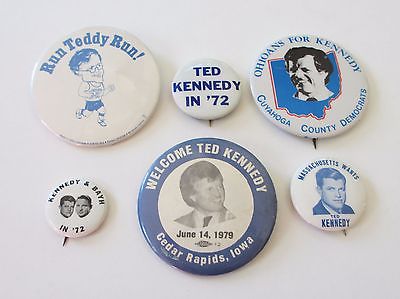 Run Teddy Run!
TED
KENNEDY
IN '72
OHIOANS FOR KENNEDY
CUYAHOGA COUNTY DEMOCRATS
KENNEDY & BAYH
IN '72
WELCOME TED KENNEDY
June 14, 1979
Cedar Rapids, Iowa
MASSACHUSETTS WANTS
TED
KENNEDY